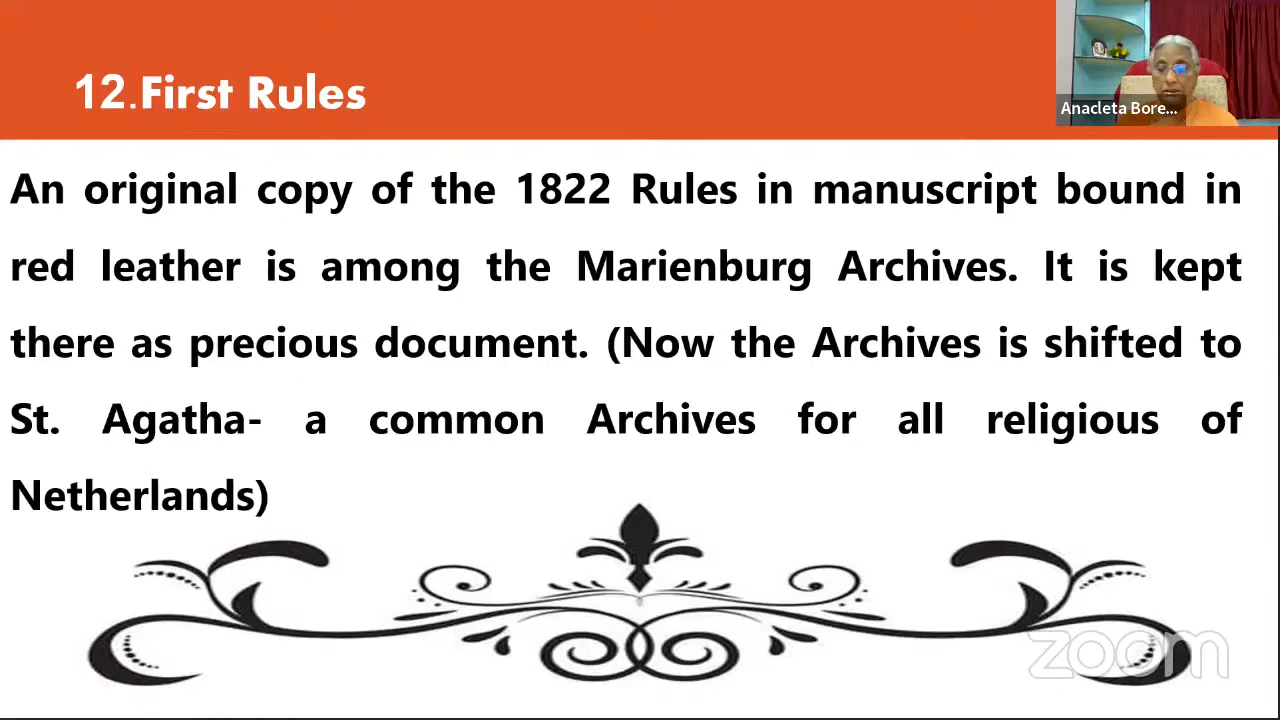 12.First Rules
Anacleta Bore...
An original copy of the 1822 Rules in manuscript bound in
red leather is among the Marienburg Archives. It is kept
there as precious document. (Now the Archives is shifted to
St. Agatha- a common Archives for all religious of
Netherlands)
zoom